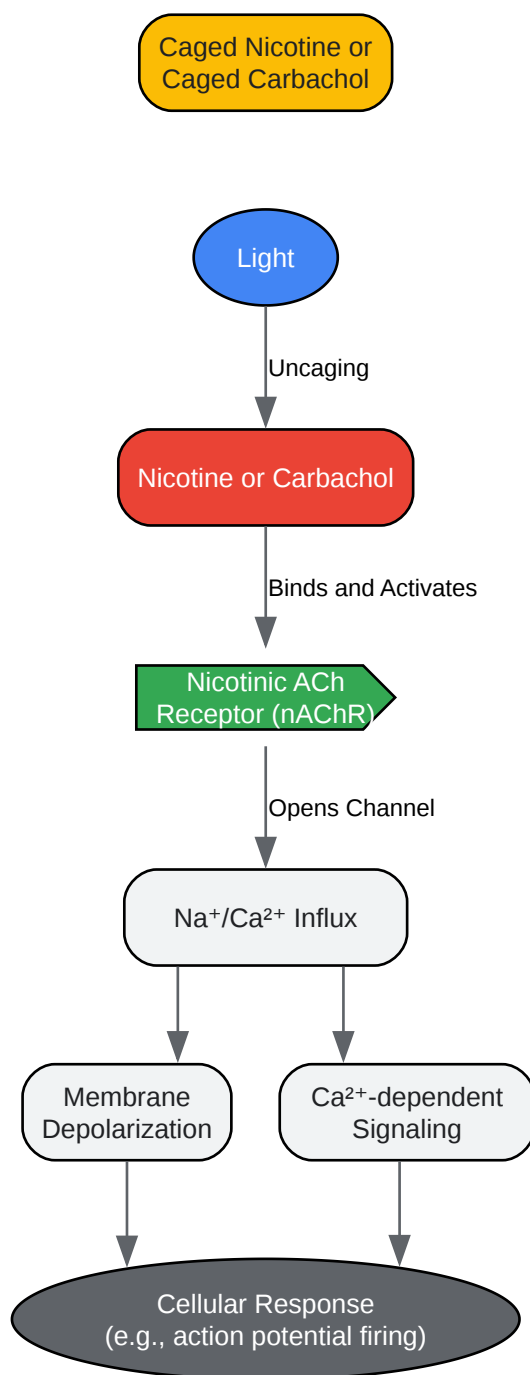 Caged Nicotine or
Caged Carbachol
Light
Uncaging
Nicotine or Carbachol
Binds and Activates
Nicotinic ACh
Receptor (nAChR)
Opens Channel
Na⁺/Ca²⁺ Influx
Membrane
Depolarization
Ca²⁺-dependent
Signaling
Cellular Response
(e.g., action potential firing)